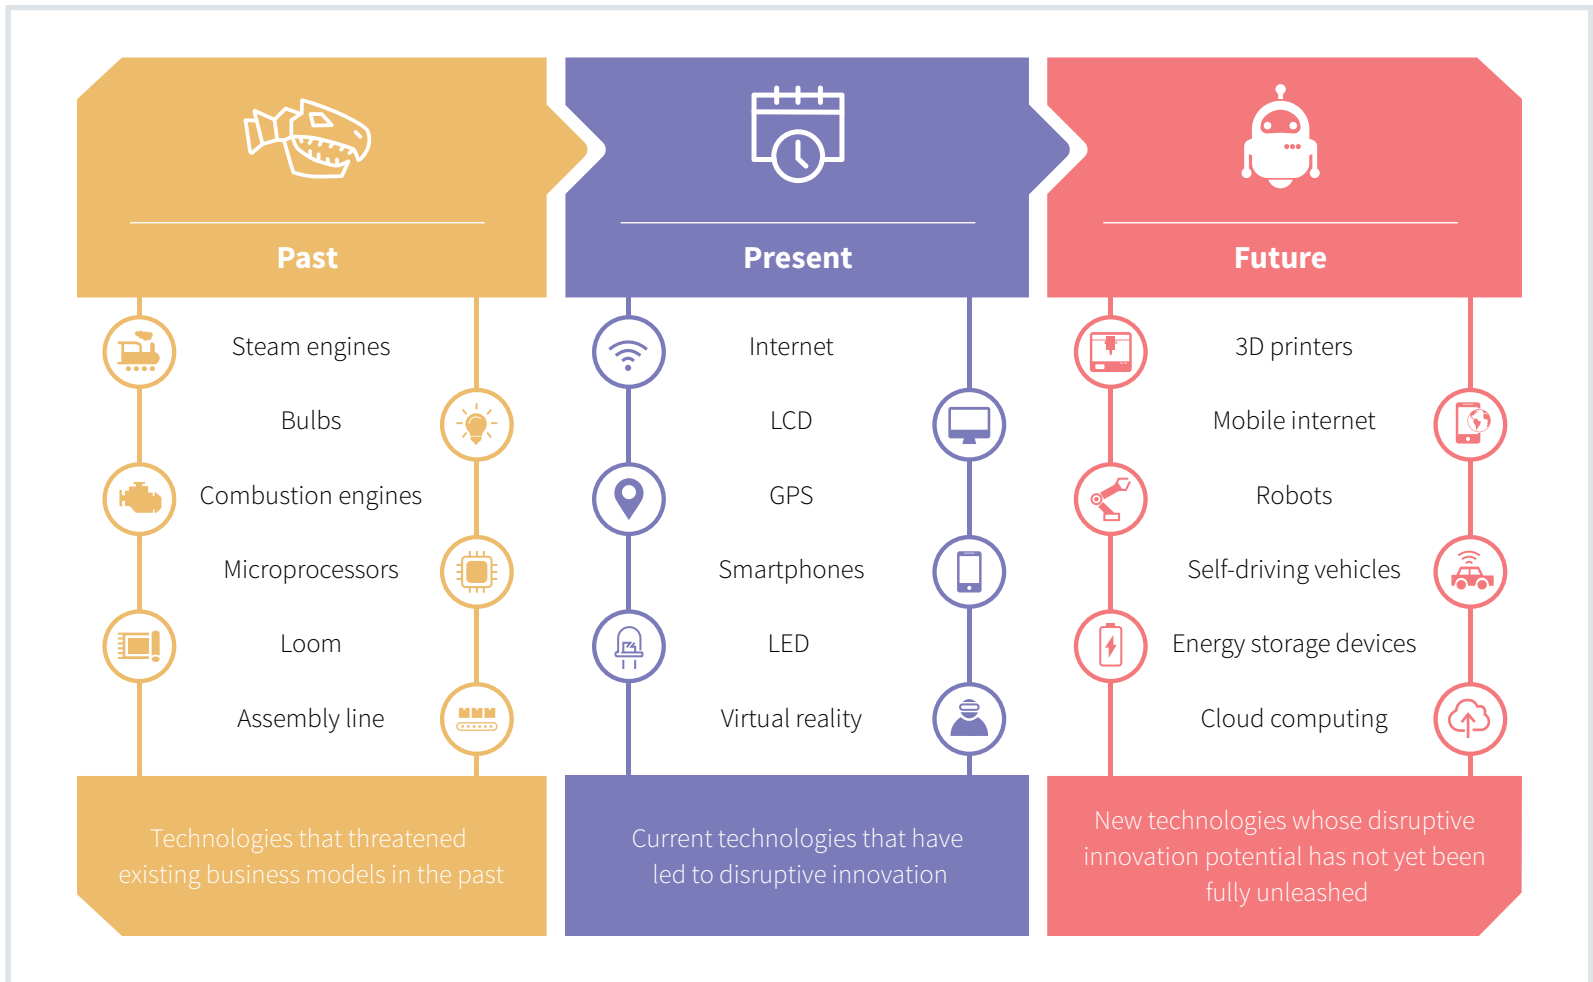 Past
Steam engines
Bulbs
Combustion engines
Microprocessors
Loom
Assembly line
Technologies that threatened
existing business models in the past
Present
Internet
LCD
GPS
Smartphones
LED
Virtual reality
Current technologies that have
led to disruptive innovation
Future
3D printers
Mobile internet
Robots
Self-driving vehicles
Energy storage devices
Cloud computing
New technologies whose disruptive
innovation potential has not yet been
fully unleashed